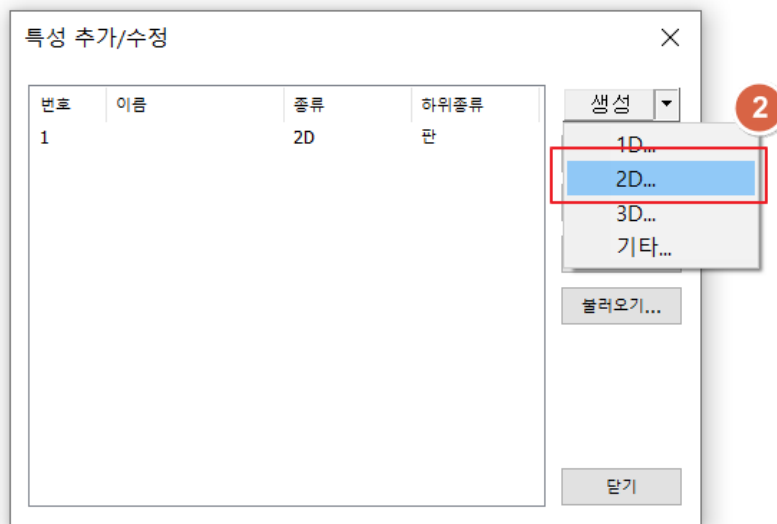 특성 추가/수정
번호 이름 종류 하위종류
1 2D 판
생성
2
1D...
2D...
3D...
기타...
불러오기...
닫기